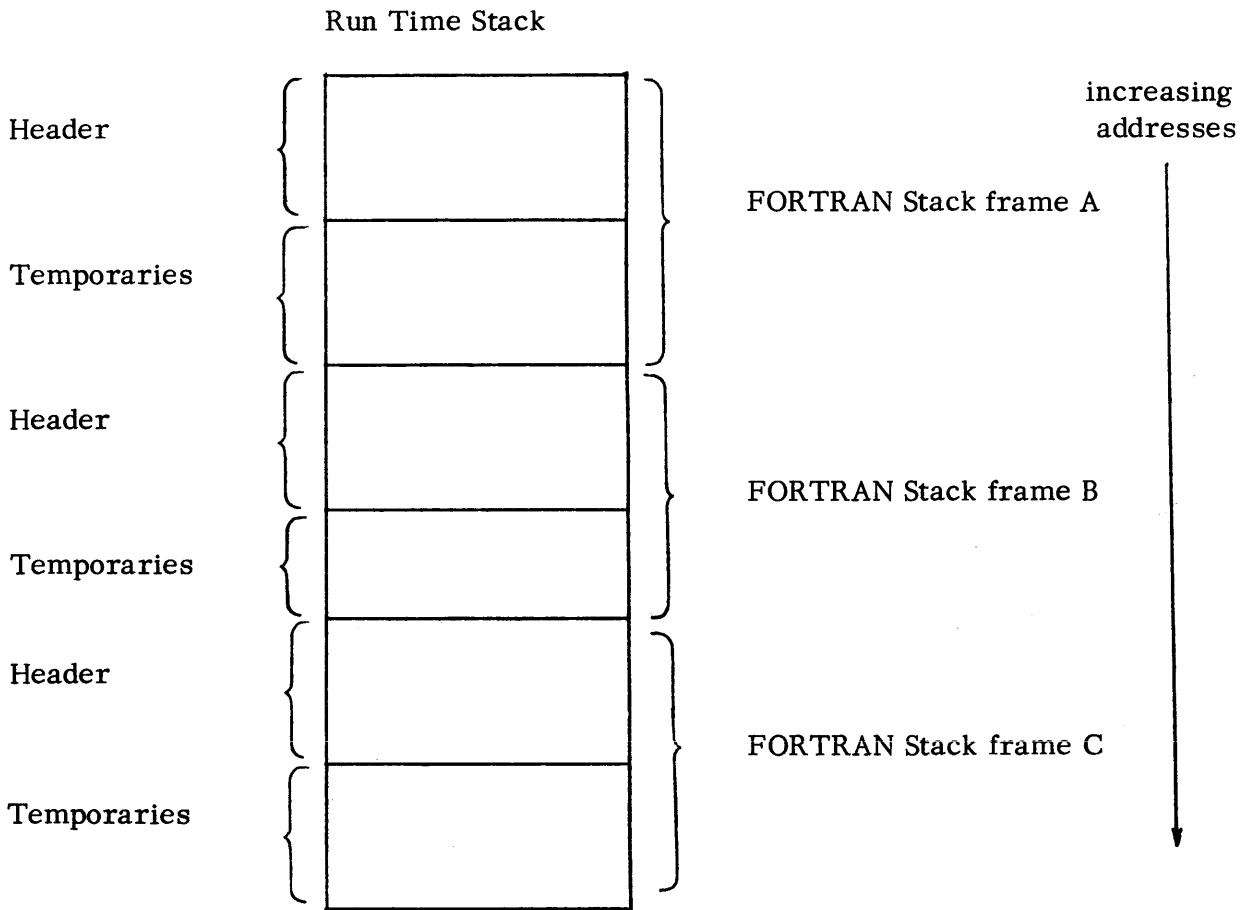 Run Time Stack
increasing
addresses
Header
FORTRAN Stack frame A
Temporaries
Header
FORTRAN Stack frame B
Temporaries
Header
FORTRAN Stack frame C
Temporaries